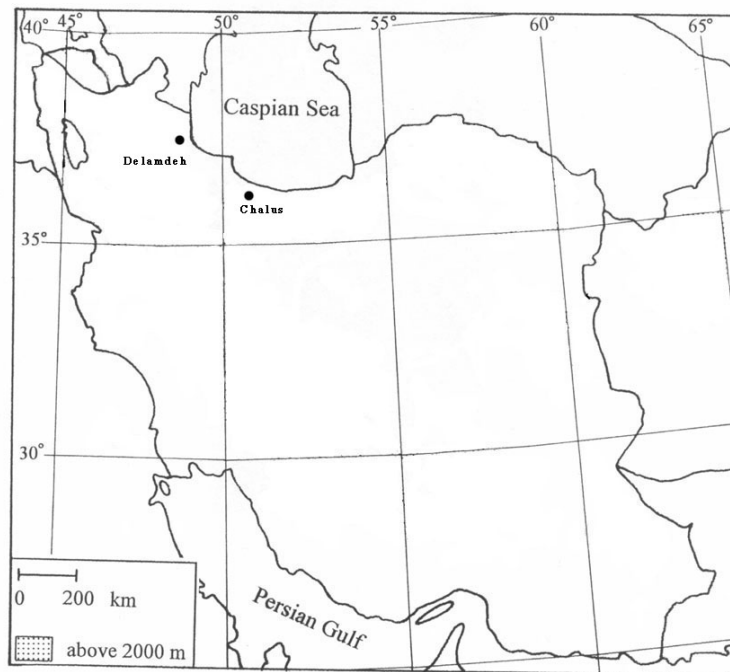 40° 45° 50° 55° 60° 65°
Caspian Sea
Delamdeh
Chalus
35°
30°
Persian Gulf
0 200 km
above 2000 m